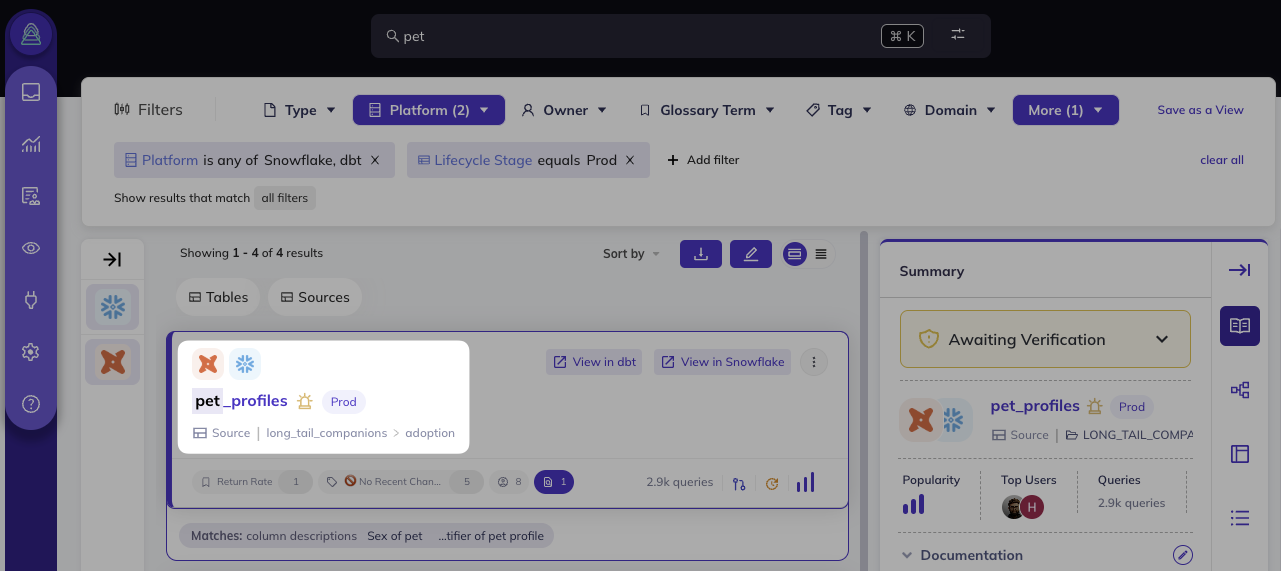 pet
⌘ K
Filters
Type
Platform (2)
Owner
Glossary Term
Tag
Domain
More (1)
Save as a View
Platform is any of Snowflake, dbt X
Lifecycle Stage equals Prod X
+ Add filter
clear all
Show results that match all filters
Showing 1 - 4 of 4 results
Sort by
Tables
Sources
View in dbt
View in Snowflake
pet_profiles
Prod
Source | long_tail_companions > adoption
Return Rate 1
No Recent Chan... 5
8
1
2.9k queries
Matches: column descriptions Sex of pet ...tifier of pet profile
Summary
Awaiting Verification
pet_profiles
Prod
Source | LONG_TAIL_COMPA
Popularity
Top Users
H
Queries
2.9k queries
Documentation